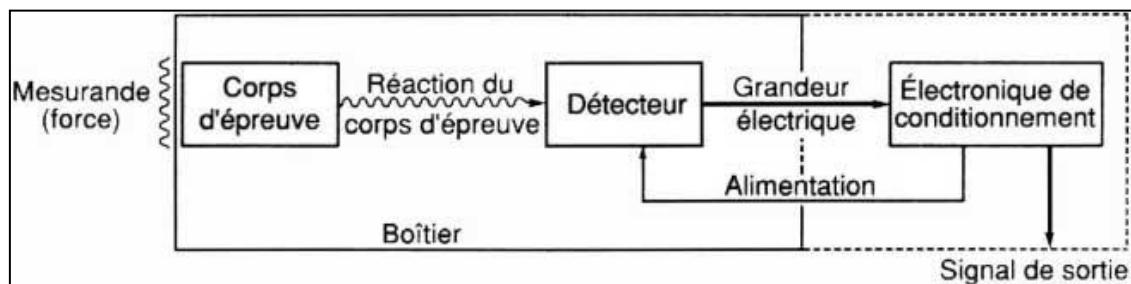 Mesurande
(force)
Corps
d'épreuve
Réaction du
corps d'épreuve
Détecteur
Grandeur
électrique
Électronique de
conditionnement
Alimentation
Boîtier
Signal de sortie